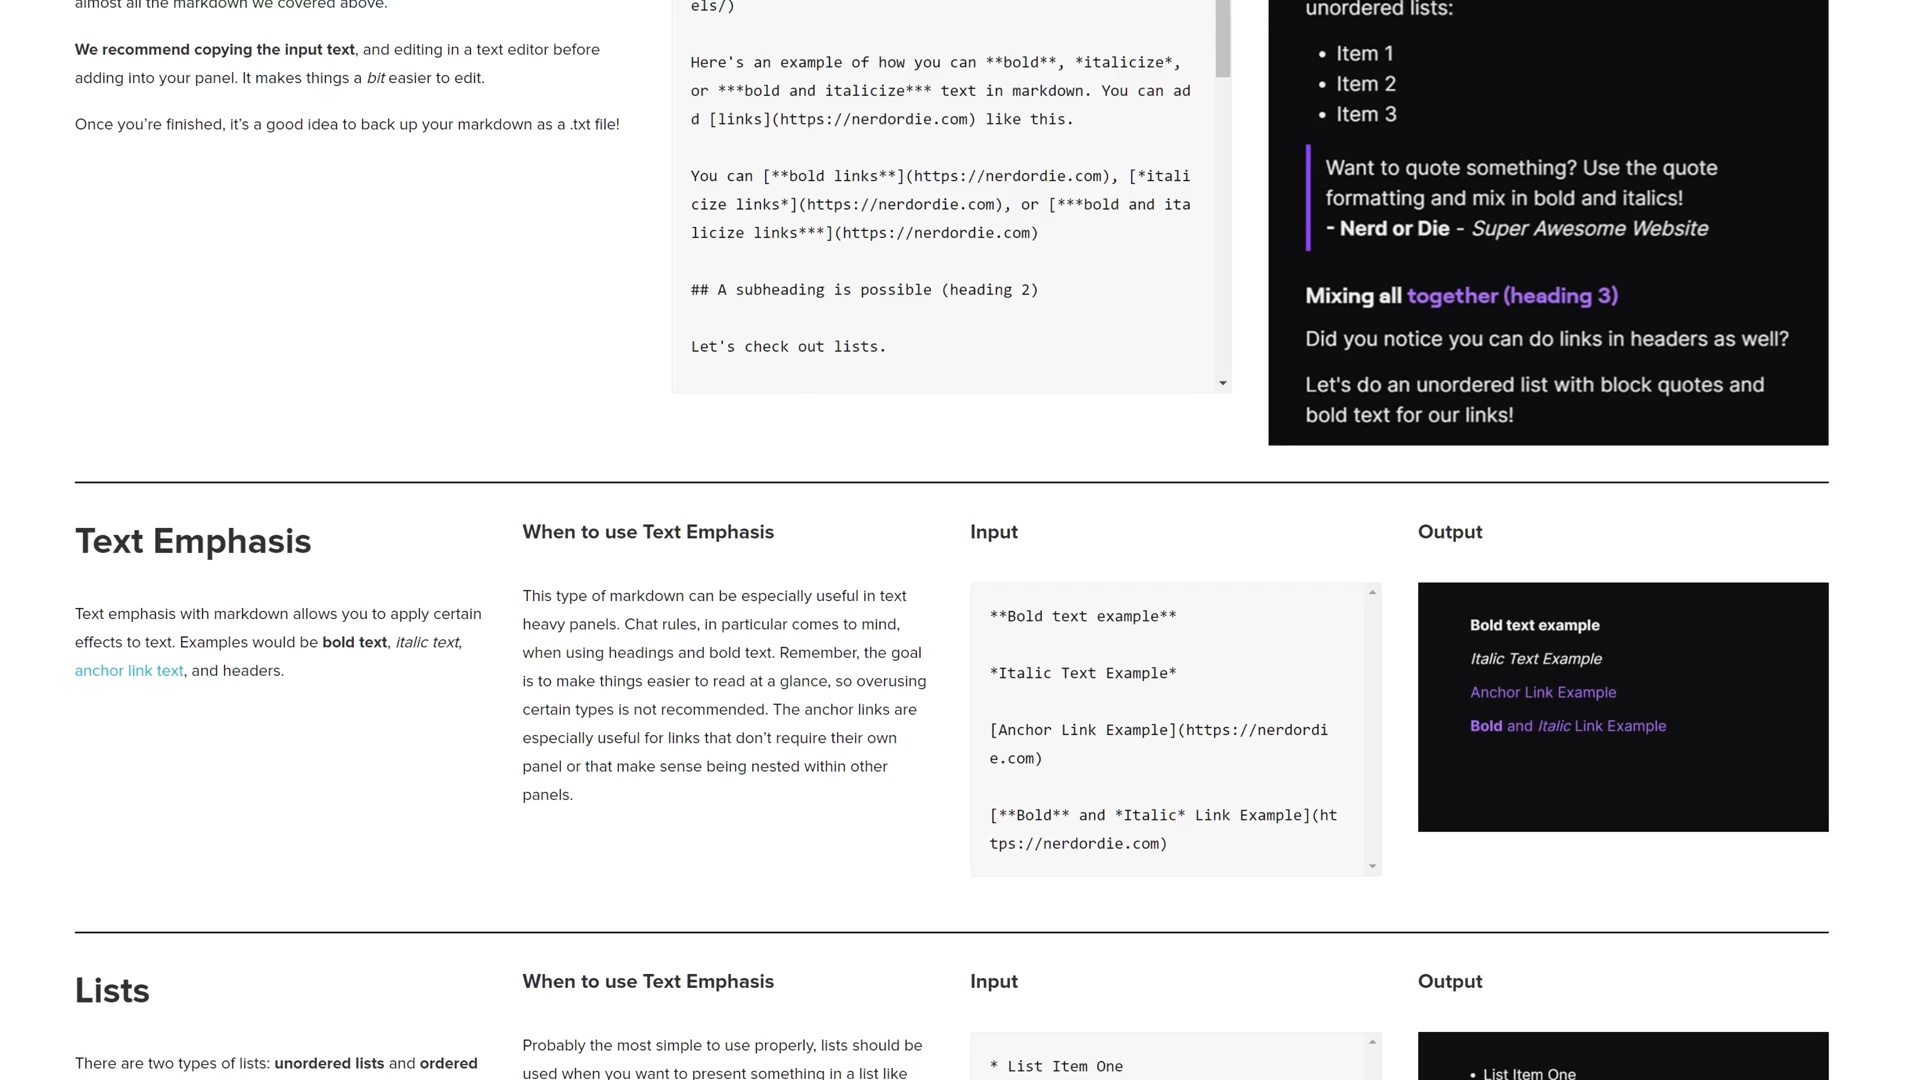 almost all the markdown we covered above.
We recommend copying the input text, and editing in a text editor before
adding into your panel. It makes things a bit easier to edit.
Once you’re finished, it’s a good idea to back up your markdown as a .txt file!
els/)
Here's an example of how you can **bold**, *italicize*,
or ***bold and italicize*** text in markdown. You can ad
d [links](https://nerdordie.com) like this.
You can [**bold links**](https://nerdordie.com), [*itali
cize links*](https://nerdordie.com), or [***bold and ita
licize links***](https://nerdordie.com)
## A subheading is possible (heading 2)
Let's check out lists.
unordered lists:
• Item 1
• Item 2
• Item 3
Want to quote something? Use the quote
formatting and mix in bold and italics!
- Nerd or Die - Super Awesome Website
Mixing all together (heading 3)
Did you notice you can do links in headers as well?
Let's do an unordered list with block quotes and
bold text for our links!
Text Emphasis
Text emphasis with markdown allows you to apply certain
effects to text. Examples would be bold text, italic text,
anchor link text, and headers.
When to use Text Emphasis
This type of markdown can be especially useful in text
heavy panels. Chat rules, in particular comes to mind,
when using headings and bold text. Remember, the goal
is to make things easier to read at a glance, so overusing
certain types is not recommended. The anchor links are
especially useful for links that don’t require their own
panel or that make sense being nested within other
panels.
Input
**Bold text example**
*Italic Text Example*
[Anchor Link Example](https://nerdordi
e.com)
[**Bold** and *Italic* Link Example](ht
tps://nerdordie.com)
Output
Bold text example
Italic Text Example
Anchor Link Example
Bold and Italic Link Example
Lists
There are two types of lists: unordered lists and ordered
When to use Text Emphasis
Probably the most simple to use properly, lists should be
used when you want to present something in a list like
Input
* List Item One
Output
• List Item One